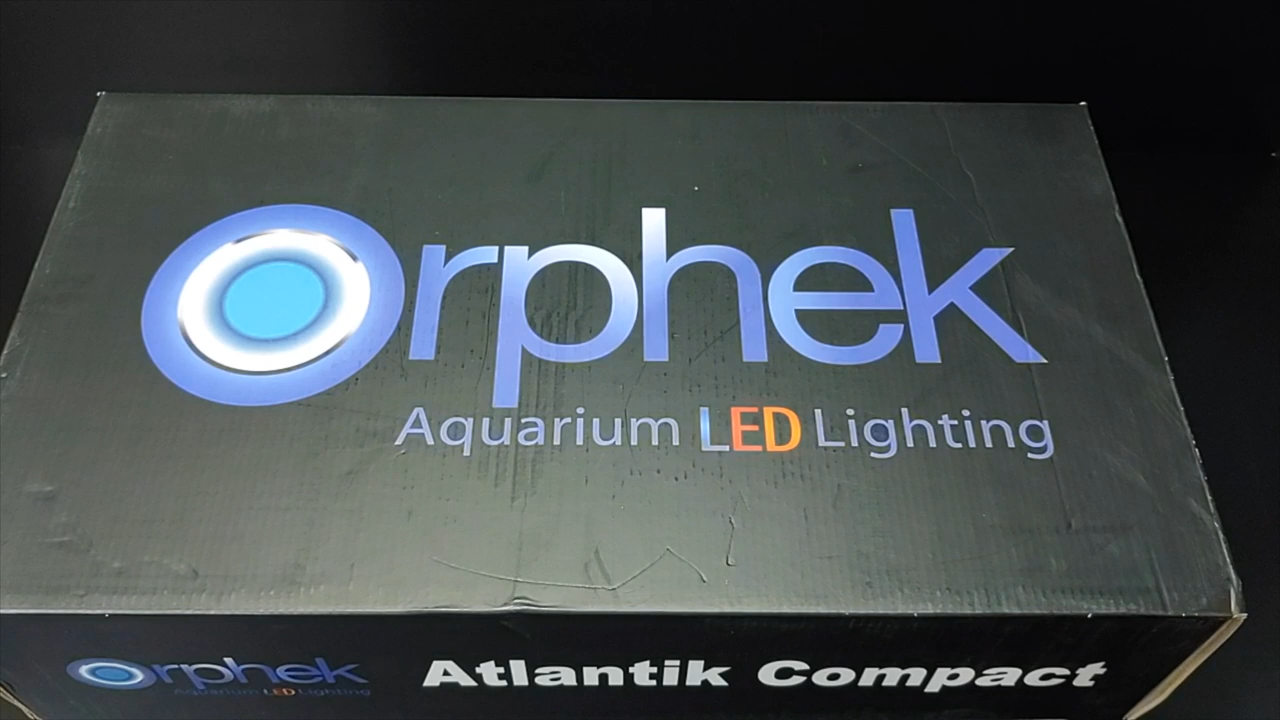 Orphek
Aquarium LED Lighting
Orphek
Aquarium LED Lighting
Atlantik Compact